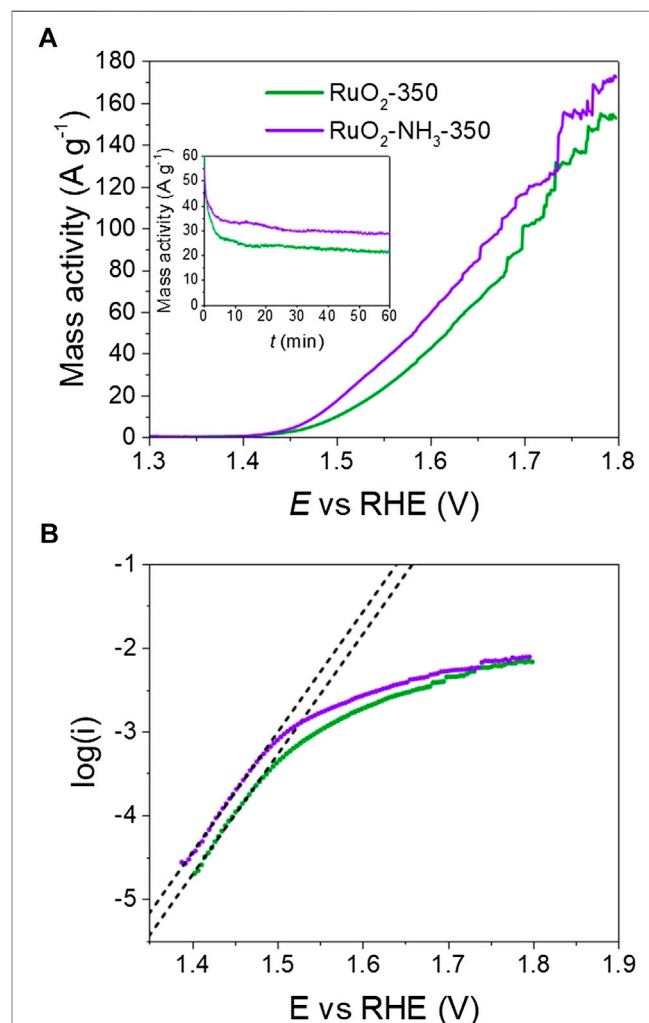 A
180
160
140
120
100
80
60
40
20
0
Mass activity (A g⁻¹)
RuO₂-350
RuO₂-NH₃-350
60
50
40
30
20
10
0
Mass activity (A g⁻¹)
0 10 20 30 40 50 60
t (min)
1.3 1.4 1.5 1.6 1.7 1.8
E vs RHE (V)
B
-1
-2
-3
-4
-5
log(i)
1.4 1.5 1.6 1.7 1.8 1.9
E vs RHE (V)